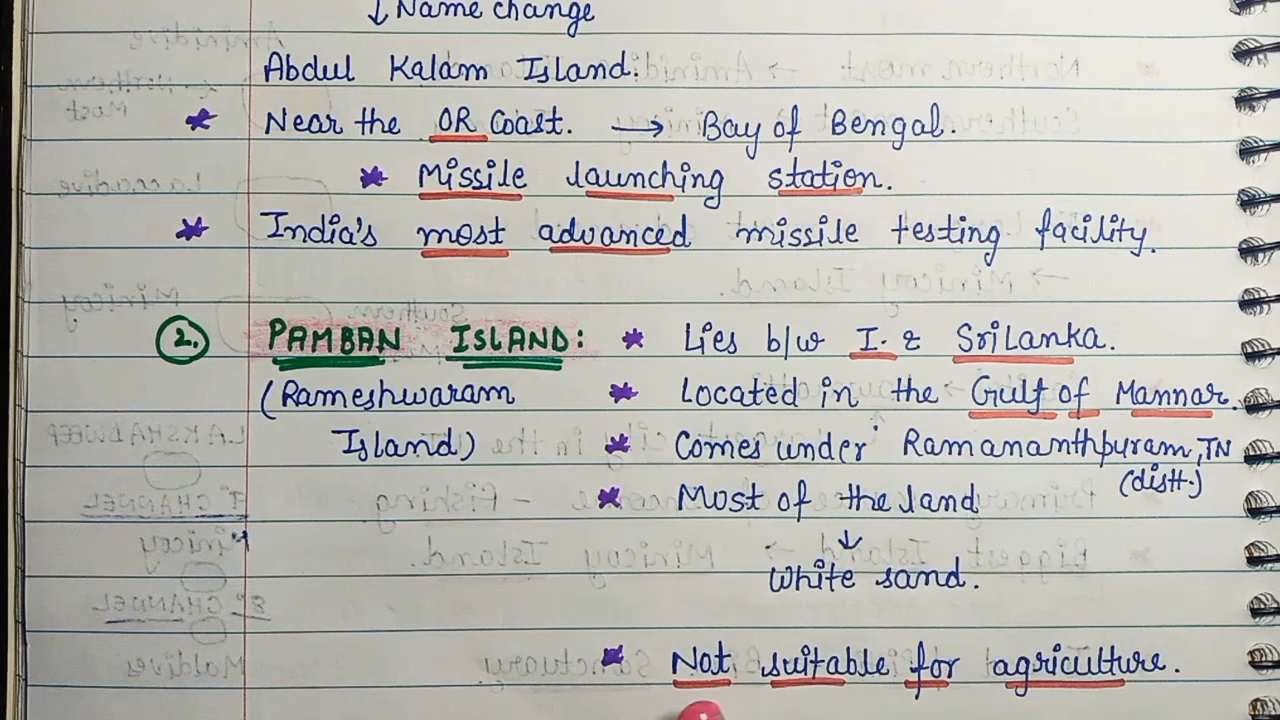 ↓ Name change
Abdul Kalam Island.
* Near the OR Coast. → Bay of Bengal.
* Missile launching station.
* India's most advanced missile testing facility.
2. PAMBAN ISLAND: * Lies b/w I. & SriLanka.
(Rameshwaram * Located in the Gulf of Mannar.
Island) * Comes under Ramananthpuram, TN
(distt.)
* Most of the land
↓
White sand.
* Not suitable for agriculture.